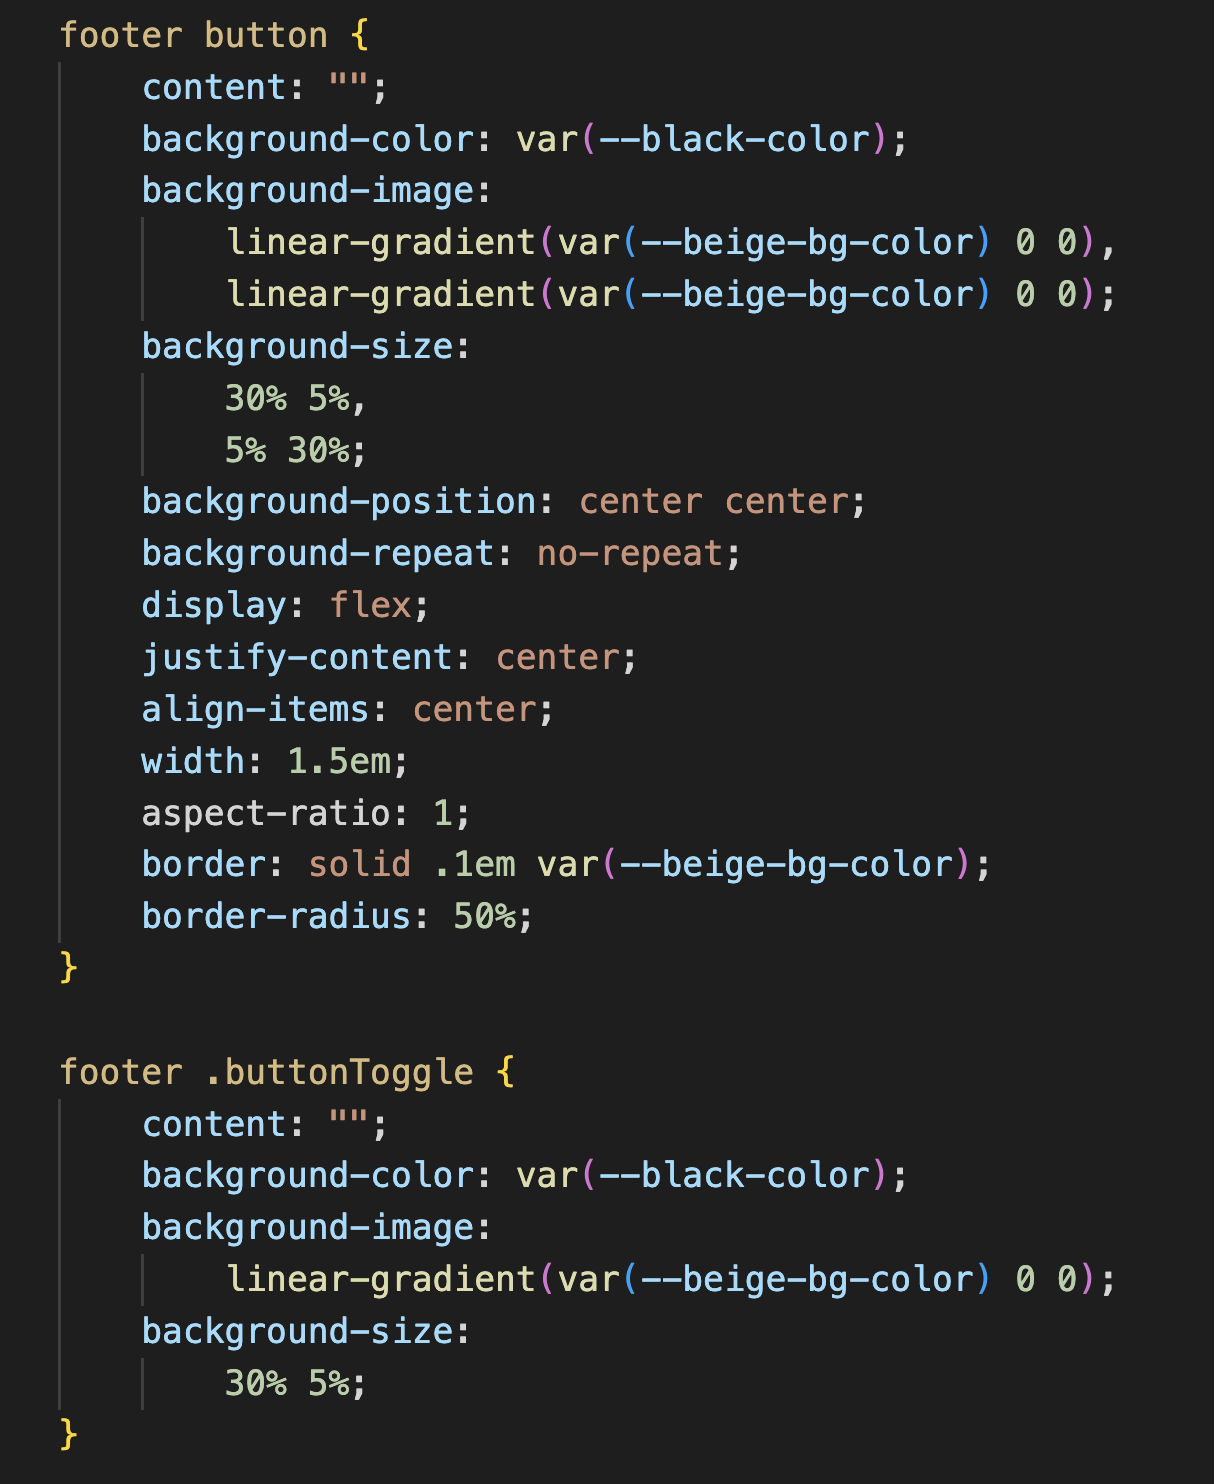 footer button {
    content: "";
    background-color: var(--black-color);
    background-image:
        linear-gradient(var(--beige-bg-color) 0 0),
        linear-gradient(var(--beige-bg-color) 0 0);
    background-size:
        30% 5%,
        5% 30%;
    background-position: center center;
    background-repeat: no-repeat;
    display: flex;
    justify-content: center;
    align-items: center;
    width: 1.5em;
    aspect-ratio: 1;
    border: solid .1em var(--beige-bg-color);
    border-radius: 50%;
}

footer .buttonToggle {
    content: "";
    background-color: var(--black-color);
    background-image:
        linear-gradient(var(--beige-bg-color) 0 0);
    background-size:
        30% 5%;
}